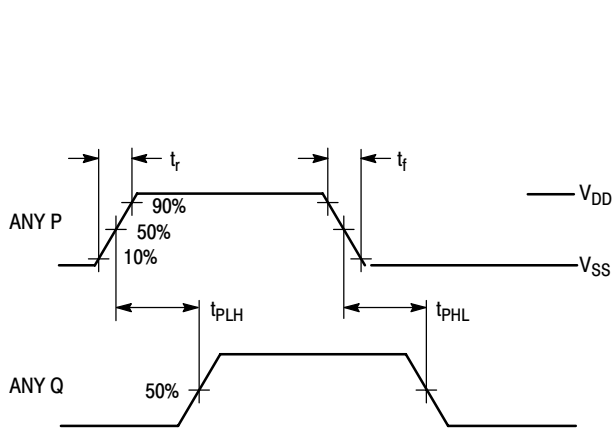 tr
tf
VDD
90%
ANY P
50%
10%
VSS
tPLH
tPHL
ANY Q
50%